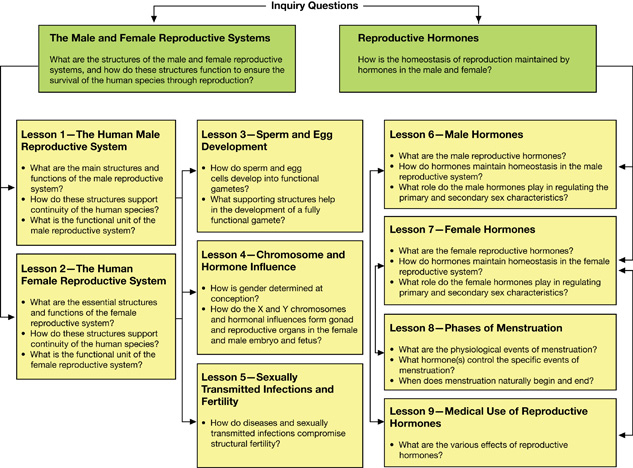 Inquiry Questions
The Male and Female Reproductive Systems
What are the structures of the male and female reproductive
systems, and how do these structures function to ensure the
survival of the human species through reproduction?
Reproductive Hormones
How is the homeostasis of reproduction maintained by
hormones in the male and female?
Lesson 1—The Human Male
Reproductive System
• What are the main structures and
functions of the male reproductive
system?
• How do these structures support
continuity of the human species?
• What is the functional unit of the
male reproductive system?
Lesson 2—The Human
Female Reproductive System
• What are the essential structures
and functions of the female
reproductive system?
• How do these structures support
continuity of the human species?
• What is the functional unit of the
female reproductive system?
Lesson 3—Sperm and Egg
Development
• How do sperm and egg
cells develop into functional
gametes?
• What supporting structures help
in the development of a fully
functional gamete?
Lesson 4—Chromosome and
Hormone Influence
• How is gender determined at
conception?
• How do the X and Y chromosomes
and hormonal influences form gonad
and reproductive organs in the female
and male embryo and fetus?
Lesson 5—Sexually
Transmitted Infections and
Fertility
• How do diseases and sexually
transmitted infections compromise
structural fertility?
Lesson 6—Male Hormones
• What are the male reproductive hormones?
• How do hormones maintain homeostasis in the male
reproductive system?
• What role do the male hormones play in regulating the
primary and secondary sex characteristics?
Lesson 7—Female Hormones
• What are the female reproductive hormones?
• How do hormones maintain homeostasis in the female
reproductive system?
• What role do the female hormones play in regulating
primary and secondary sex characteristics?
Lesson 8—Phases of Menstruation
• What are the physiological events of menstruation?
• What hormone(s) control the specific events of
menstruation?
• When does menstruation naturally begin and end?
Lesson 9—Medical Use of Reproductive
Hormones
• What are the various effects of reproductive
hormones?